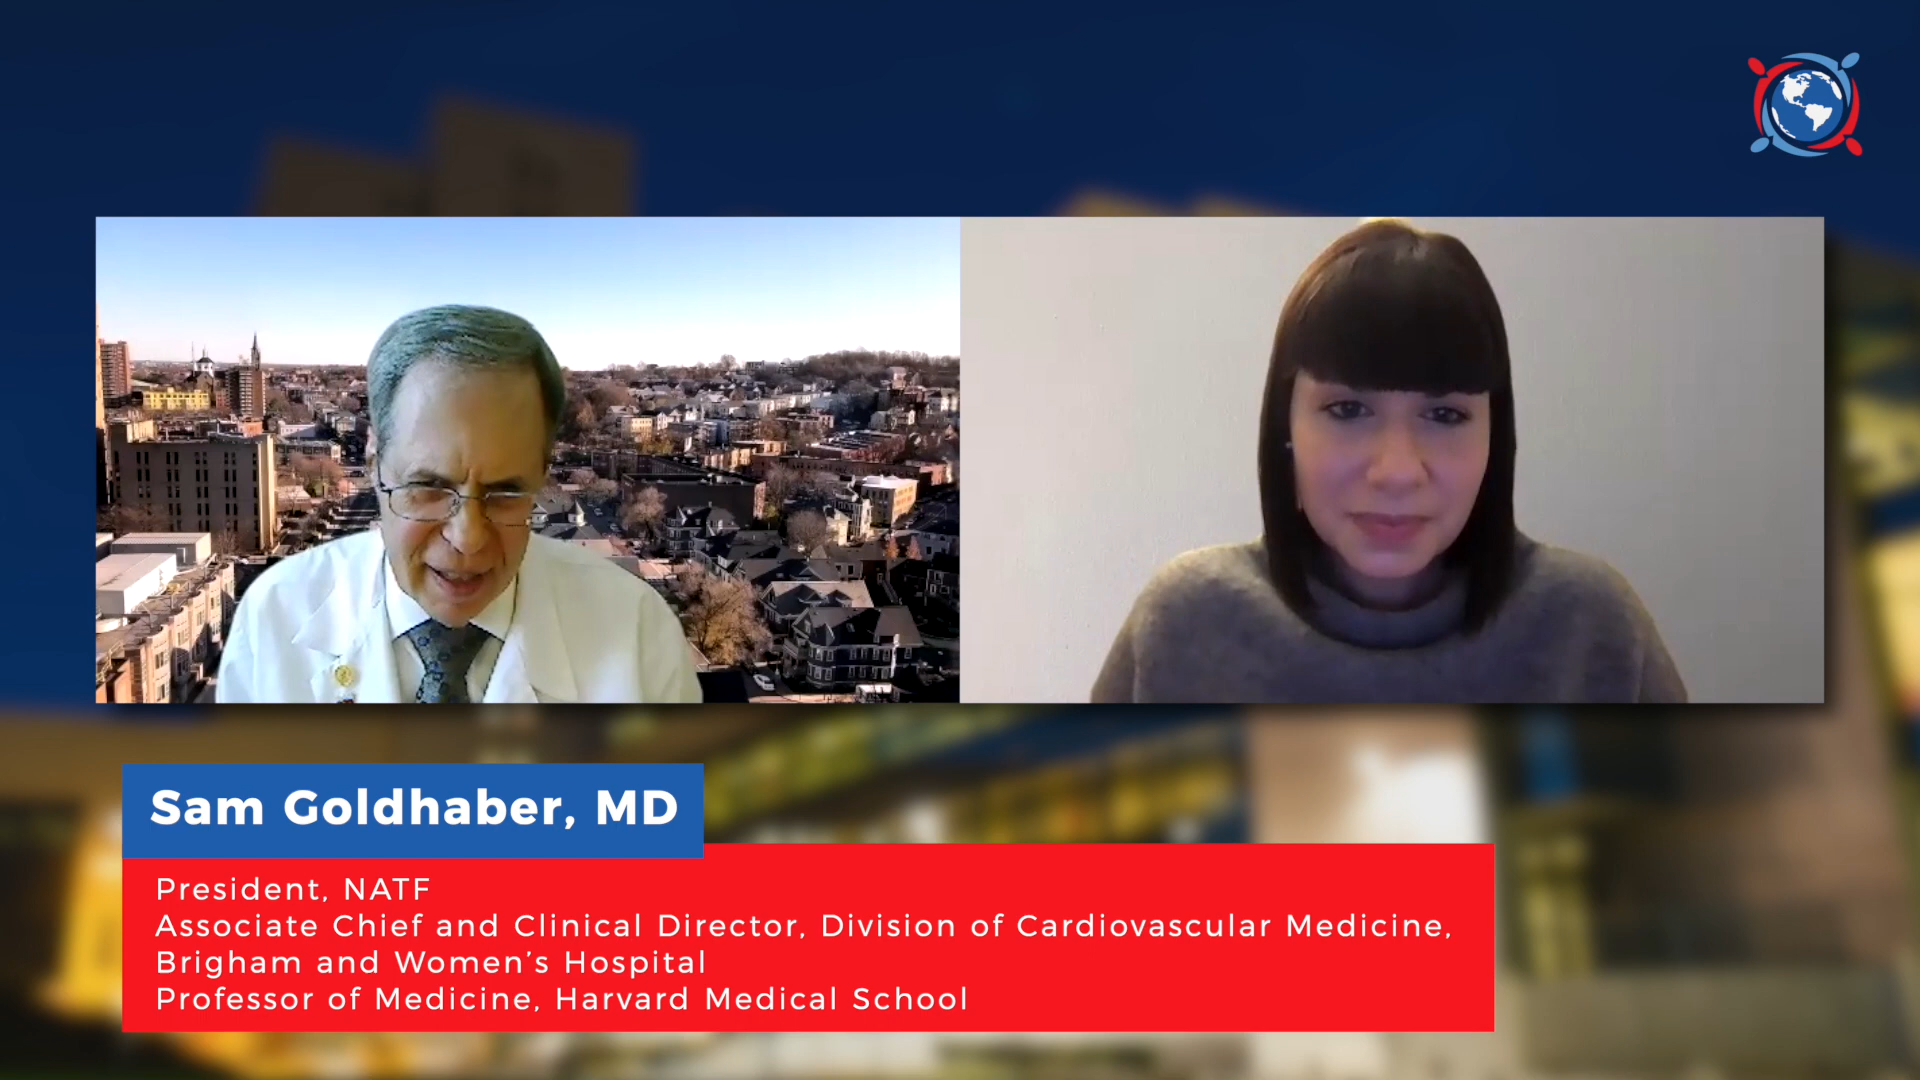 Sam Goldhaber, MD
President, NATF
Associate Chief and Clinical Director, Division of Cardiovascular Medicine,
Brigham and Women's Hospital
Professor of Medicine, Harvard Medical School